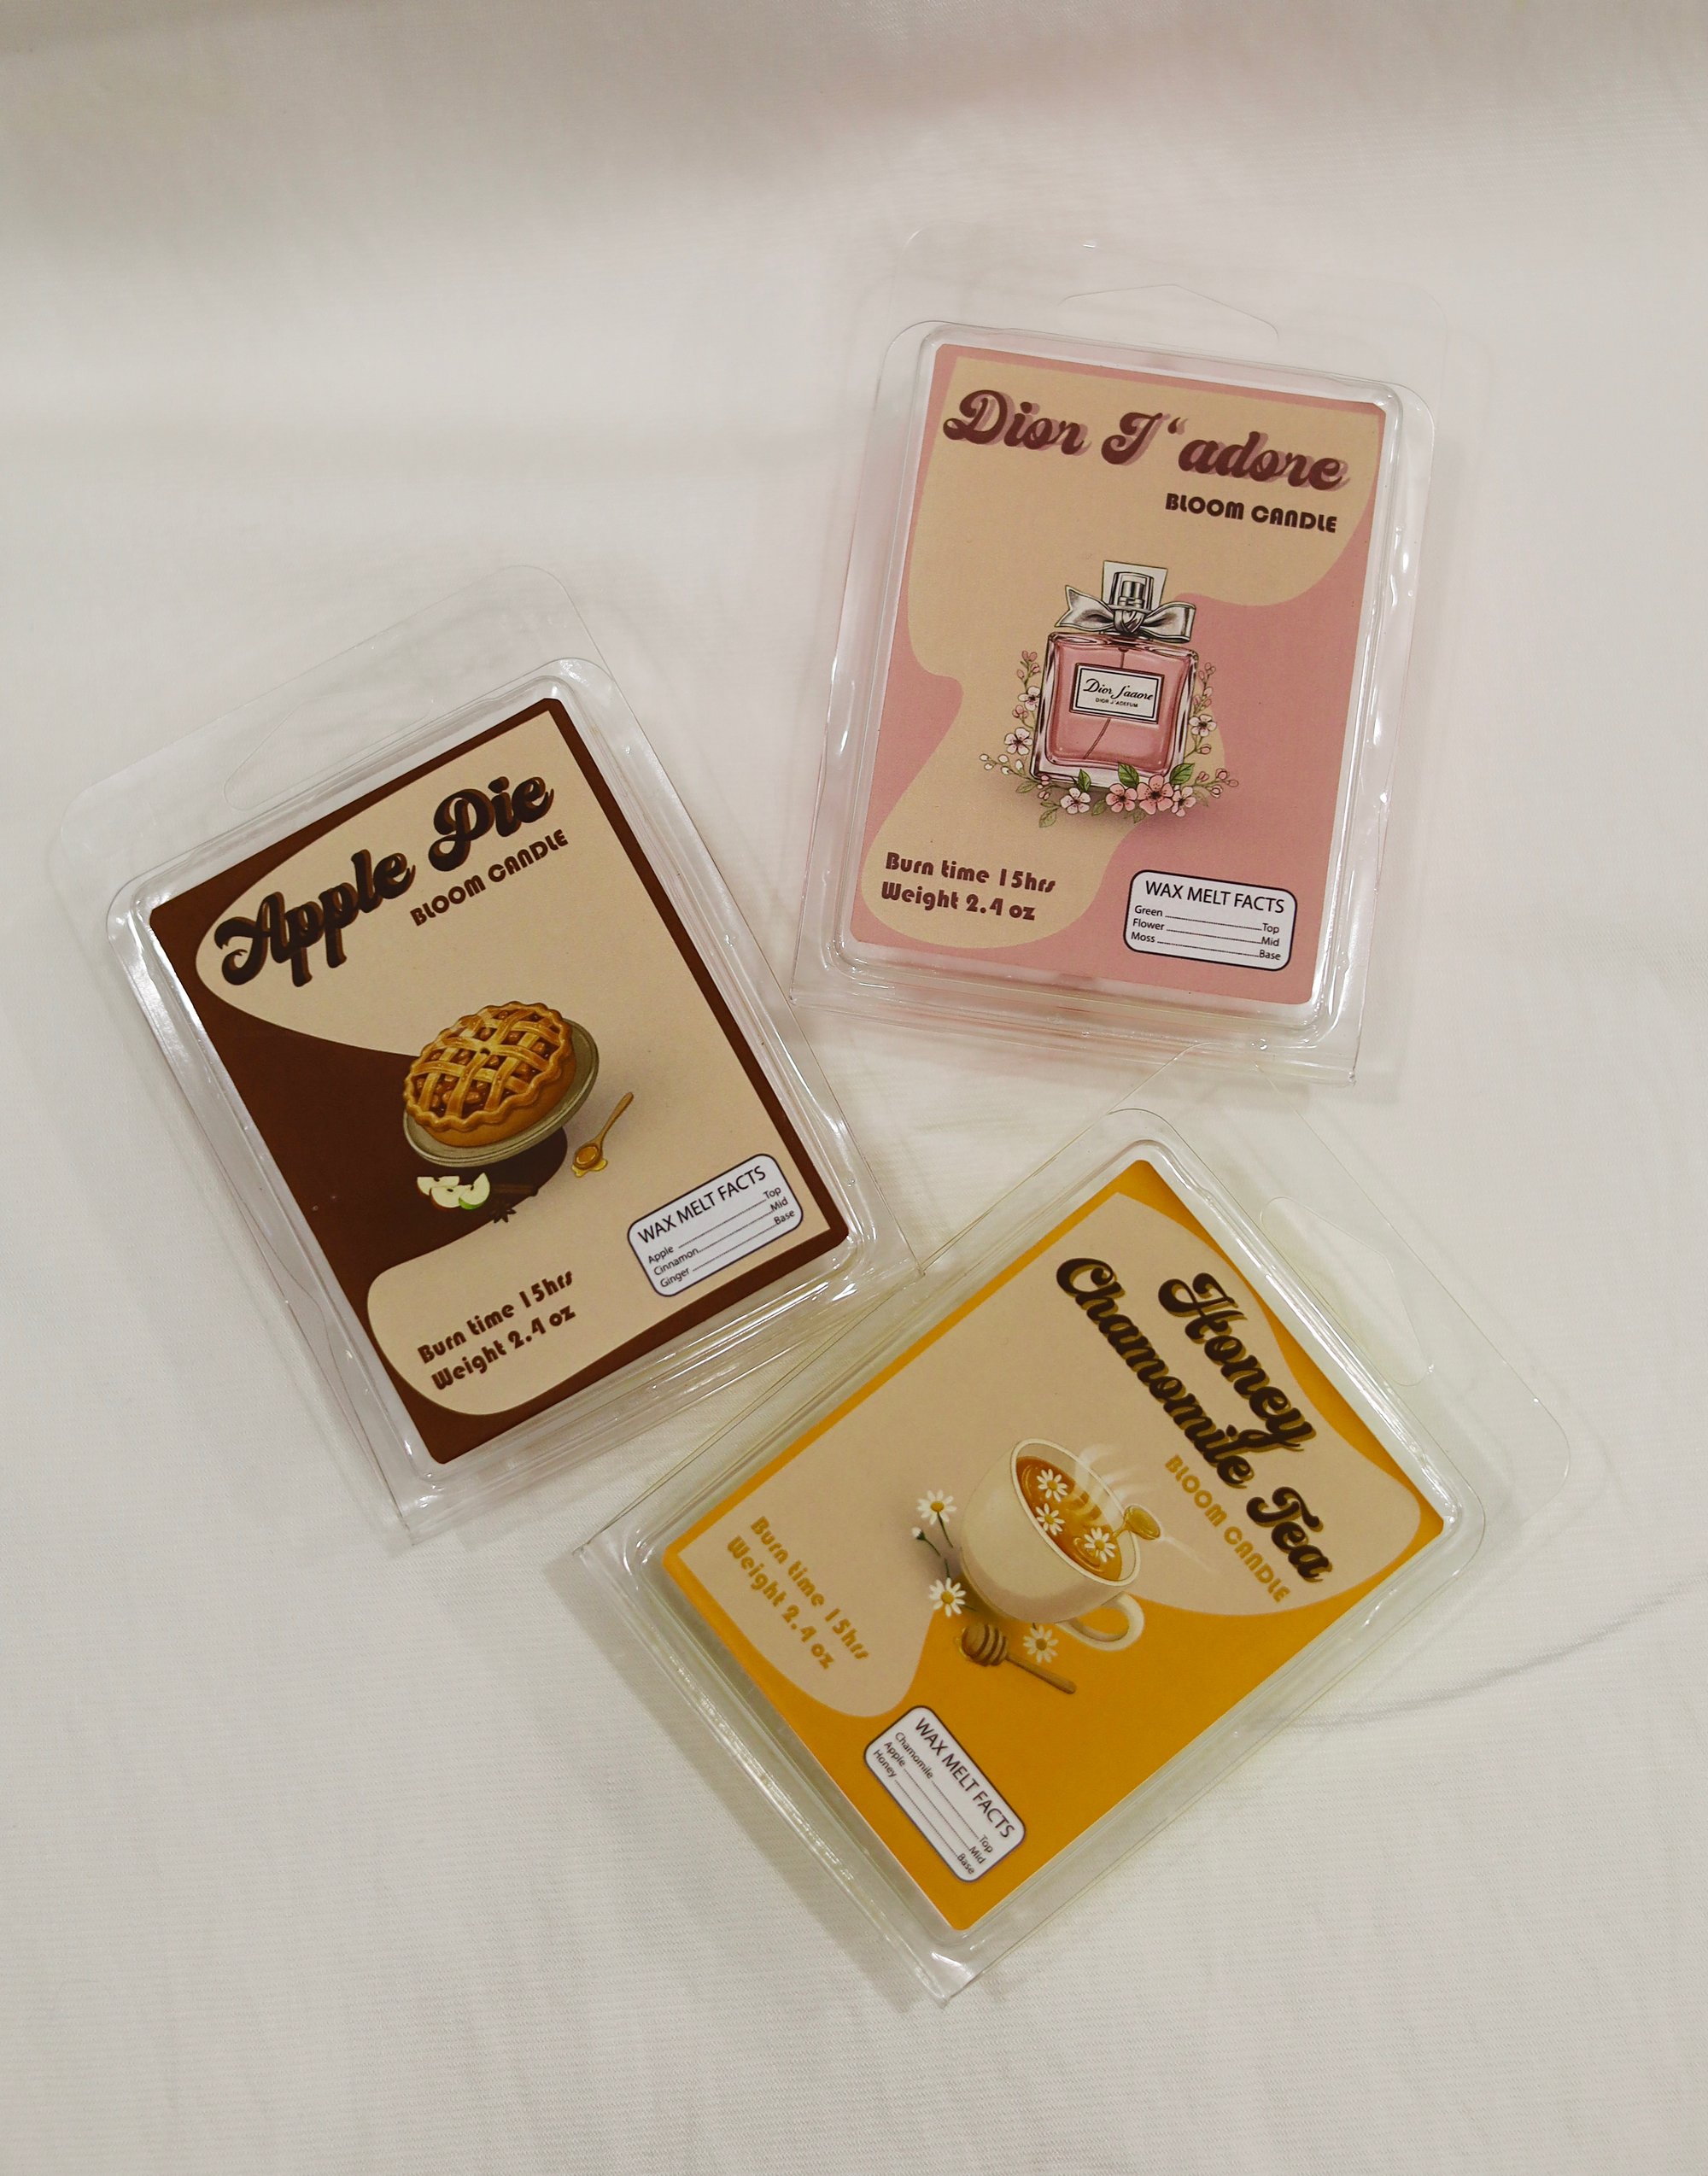 Dior J“adore
BLOOM CANDLE
Dior J'aaore
DIOR J'ADEFUM
Burn time 15hrs
Weight 2.4 oz
WAX MELT FACTS
Green Top
Flower Mid
Moss Base
Apple Pie
BLOOM CANDLE
WAX MELT FACTS
Apple Top
Cinnamon Mid
Ginger Base
Burn time 15hrs
Weight 2.4 oz
Honey
Chamomile Tea
BLOOM CANDLE
Burn time 15hrs
Weight 2.4 oz
WAX MELT FACTS
Chamomile Top
Apple Mid
Honey Base